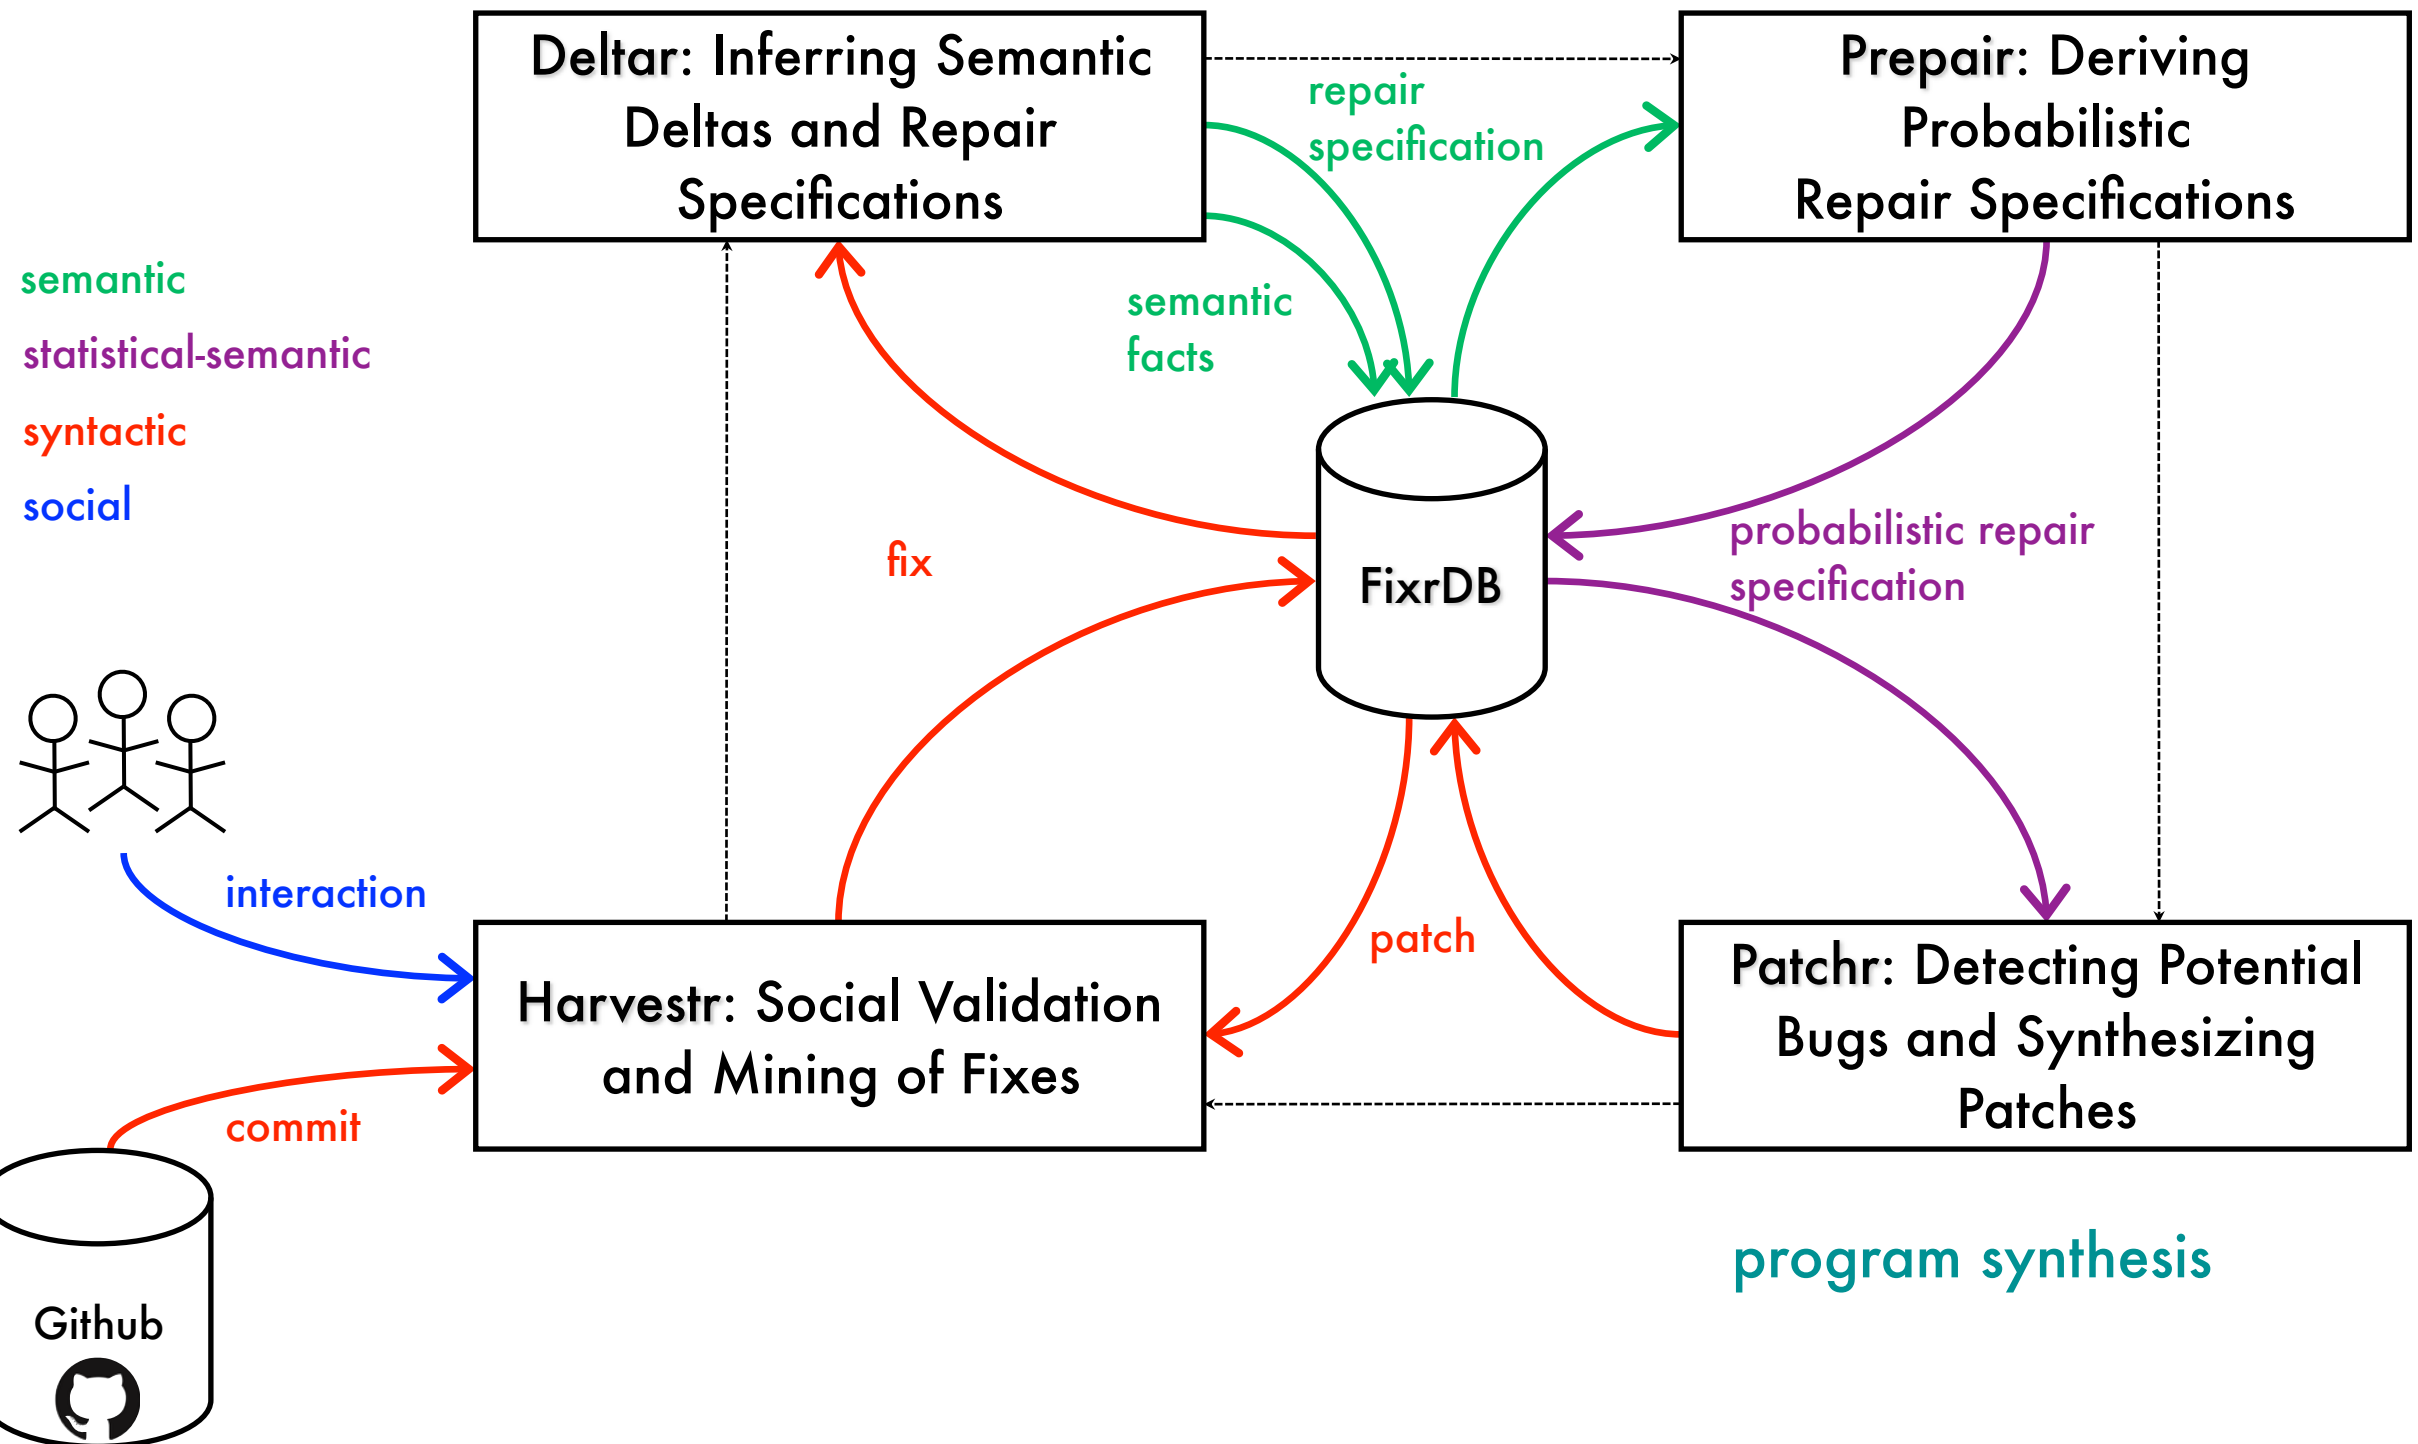 Deltar: Inferring Semantic
Deltas and Repair
Specifications
Prepair: Deriving
Probabilistic
Repair Specifications
repair
specification
semantic
facts
semantic
statistical-semantic
syntactic
social
fix
FixrDB
probabilistic repair
specification
interaction
commit
patch
Harvestr: Social Validation
and Mining of Fixes
Patchr: Detecting Potential
Bugs and Synthesizing
Patches
program synthesis
Github